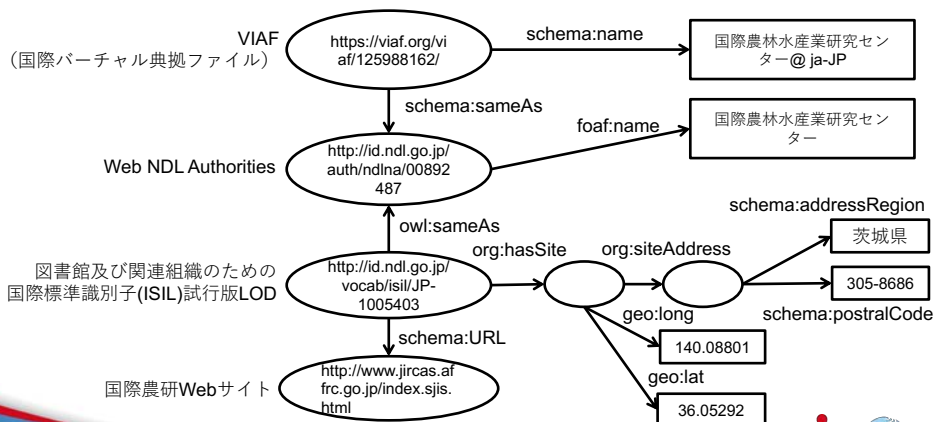 VIAF
(国際バーチャル典拠ファイル)
https://viaf.org/vi
af/125988162/
schema:name
国際農林水産業研究セン
ター@ ja-JP
schema:sameAs
foaf:name
国際農林水産業研究セン
ター
Web NDL Authorities
http://id.ndl.go.jp/
auth/ndlna/00892
487
owl:sameAs
org:hasSite
org:siteAddress
schema:addressRegion
茨城県
図書館及び関連組織のための
国際標準識別子(ISIL)試行版LOD
http://id.ndl.go.jp/
vocab/isil/JP-
1005403
305-8686
schema:postralCode
geo:long
140.08801
schema:URL
geo:lat
36.05292
国際農研Webサイト
http://www.jircas.af
frc.go.jp/index.sjis.
html